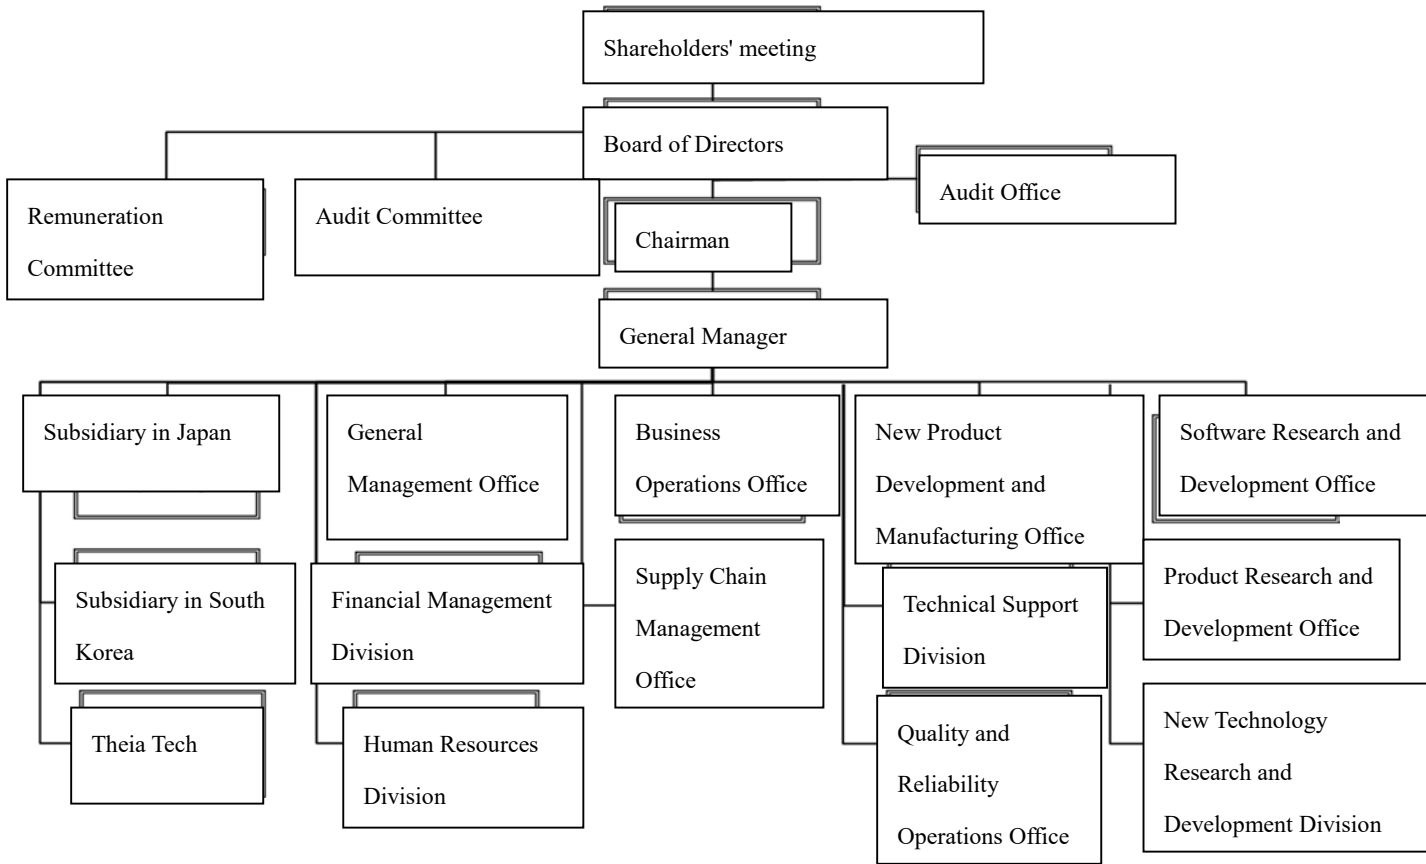 Shareholders' meeting
Board of Directors
Audit Office
Remuneration
Committee
Audit Committee
Chairman
General Manager
Subsidiary in Japan
General
Management Office
Business
Operations Office
New Product
Development and
Manufacturing Office
Software Research and
Development Office
Subsidiary in South
Korea
Financial Management
Division
Supply Chain
Management
Office
Technical Support
Division
Product Research and
Development Office
Theia Tech
Human Resources
Division
Quality and
Reliability
Operations Office
New Technology
Research and
Development Division